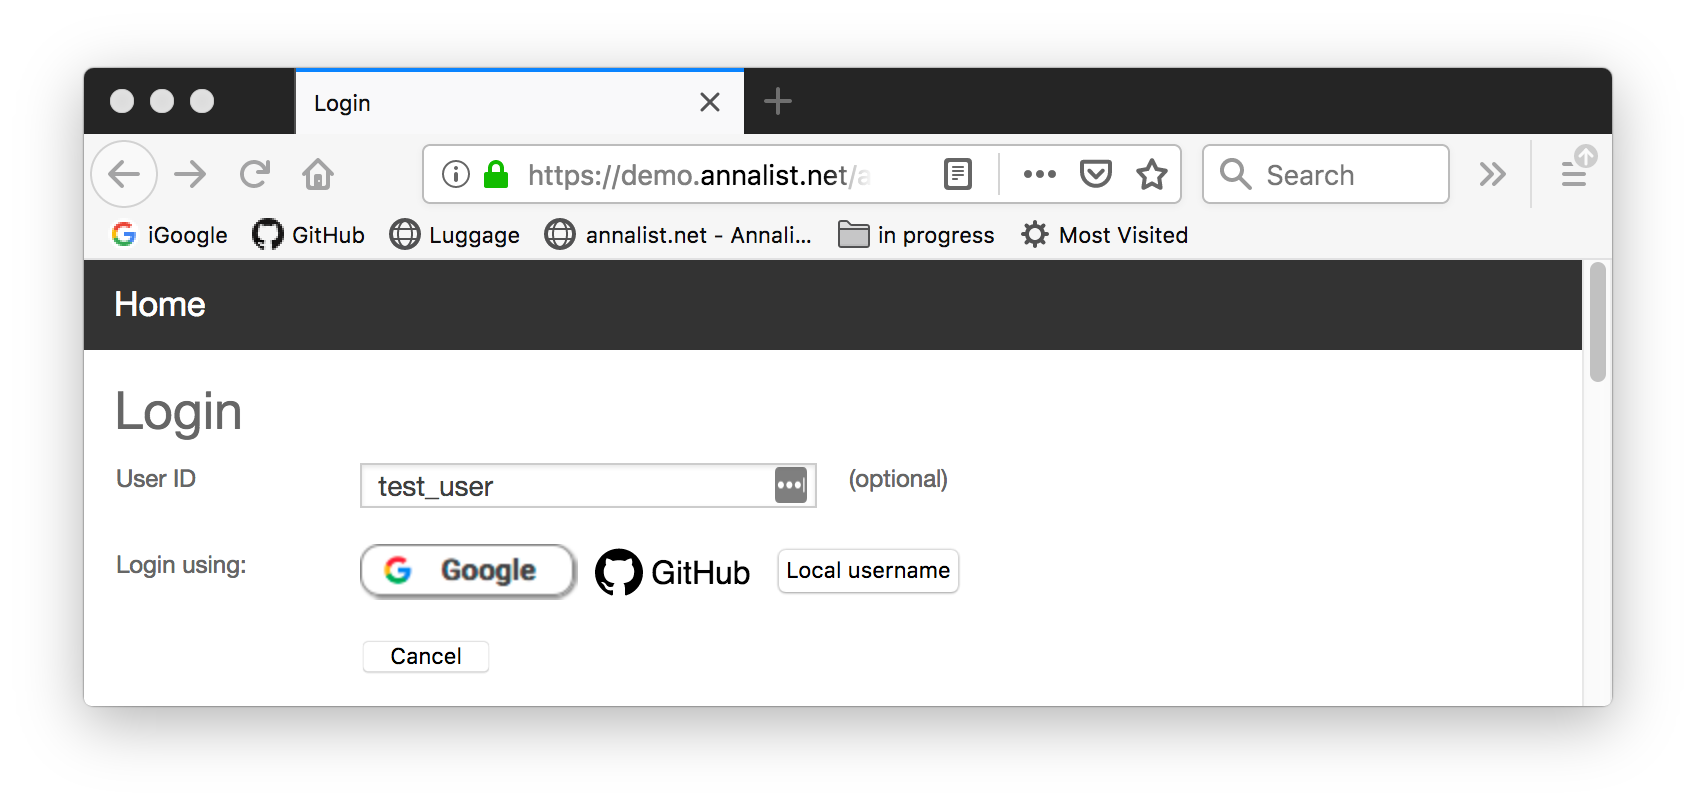 Login
https://demo.annalist.net/a
Search
iGoogle GitHub Luggage annalist.net - Annali... in progress Most Visited
Home
Login
User ID test_user (optional)
Login using: Google GitHub Local username
Cancel